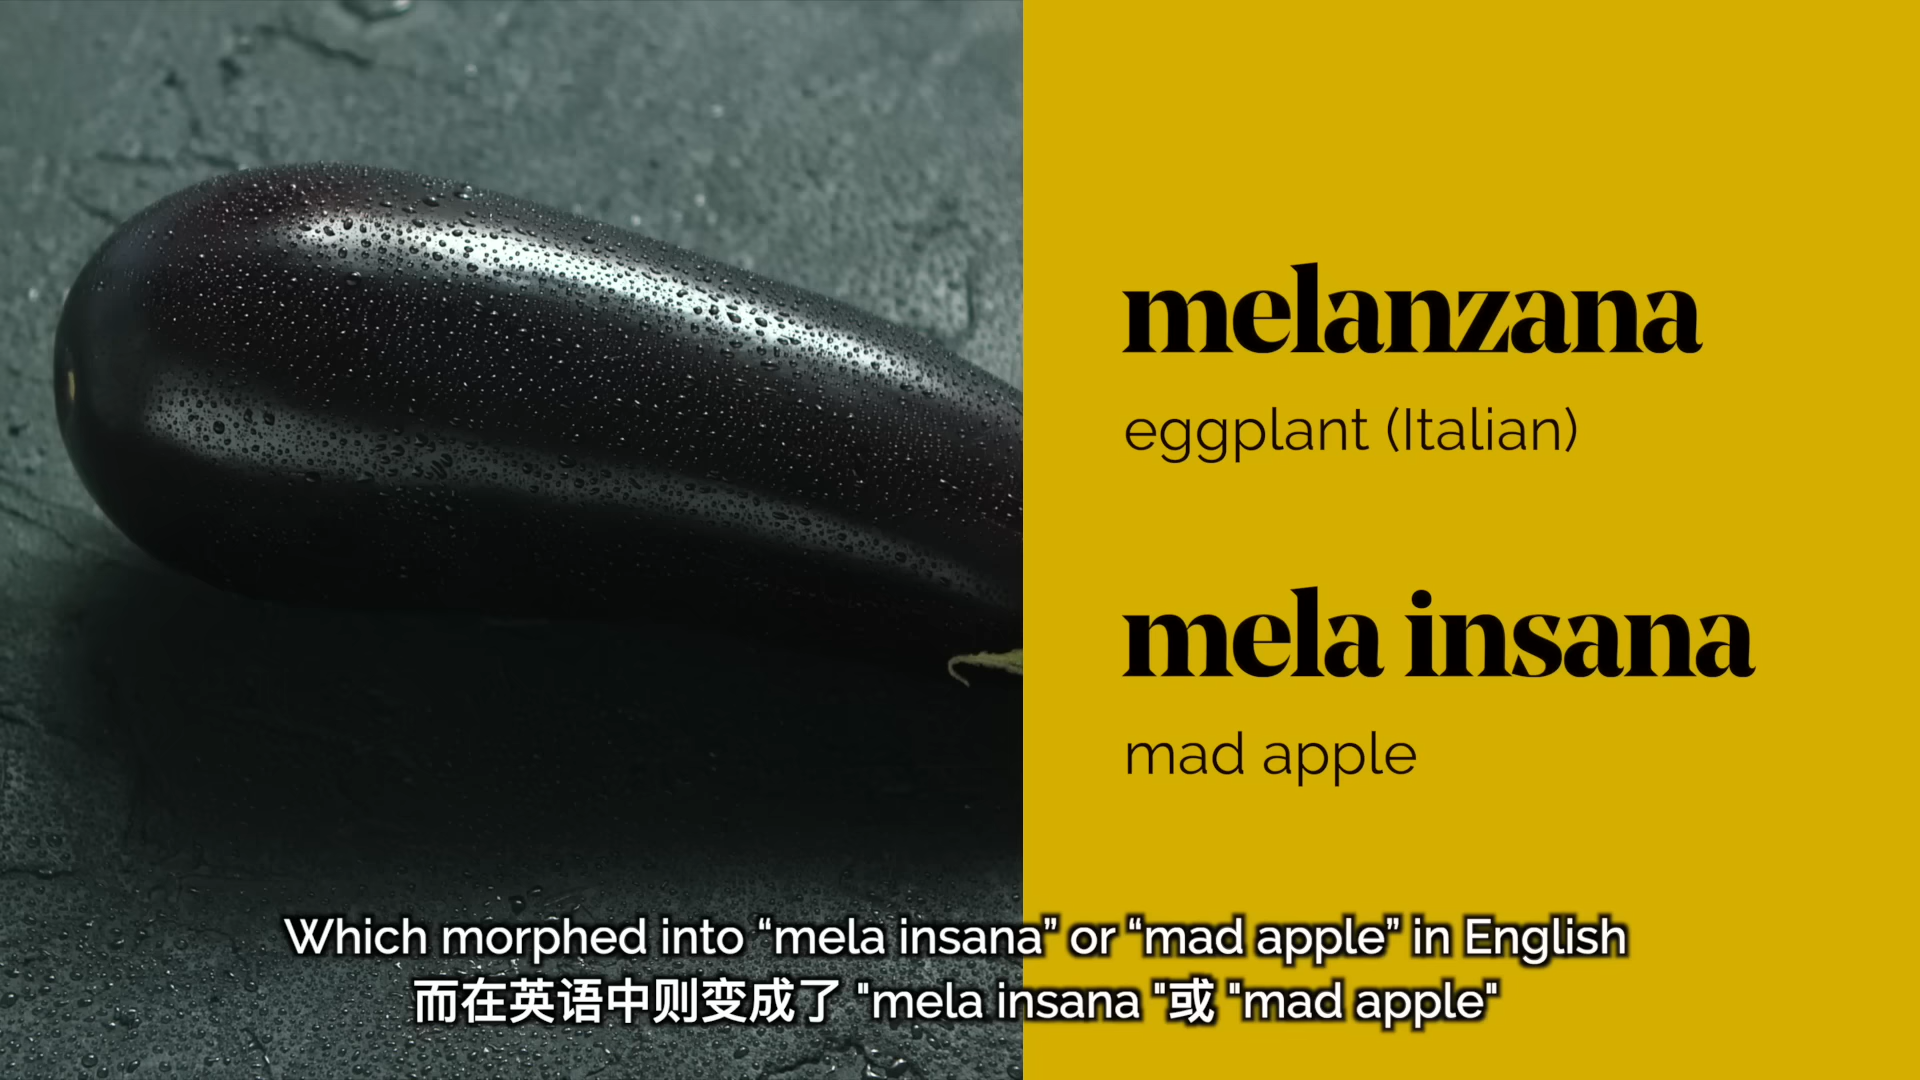 melanzana
eggplant (Italian)
mela insana
mad apple
Which morphed into “mela insana” or “mad apple” in English
而在英语中则变成了 "mela insana "或 "mad apple"